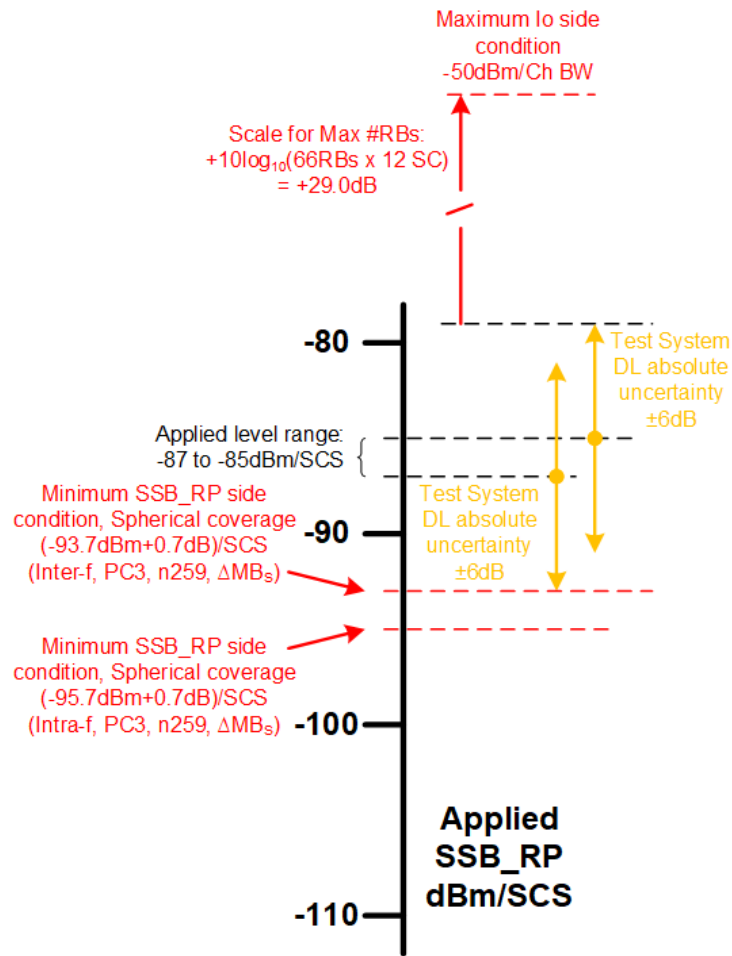 Maximum Io side
condition
-50dBm/Ch BW
Scale for Max #RBs:
+10log₁₀(66RBs x 12 SC)
= +29.0dB
-80
Test System
DL absolute
uncertainty
±6dB
Applied level range:
-87 to -85dBm/SCS
Minimum SSB_RP side
condition, Spherical coverage
(-93.7dBm+0.7dB)/SCS
(Inter-f, PC3, n259, ΔMBₛ)
-90
Test System
DL absolute
uncertainty
±6dB
Minimum SSB_RP side
condition, Spherical coverage
(-95.7dBm+0.7dB)/SCS
(Intra-f, PC3, n259, ΔMBₛ)
-100
Applied
SSB_RP
dBm/SCS
-110